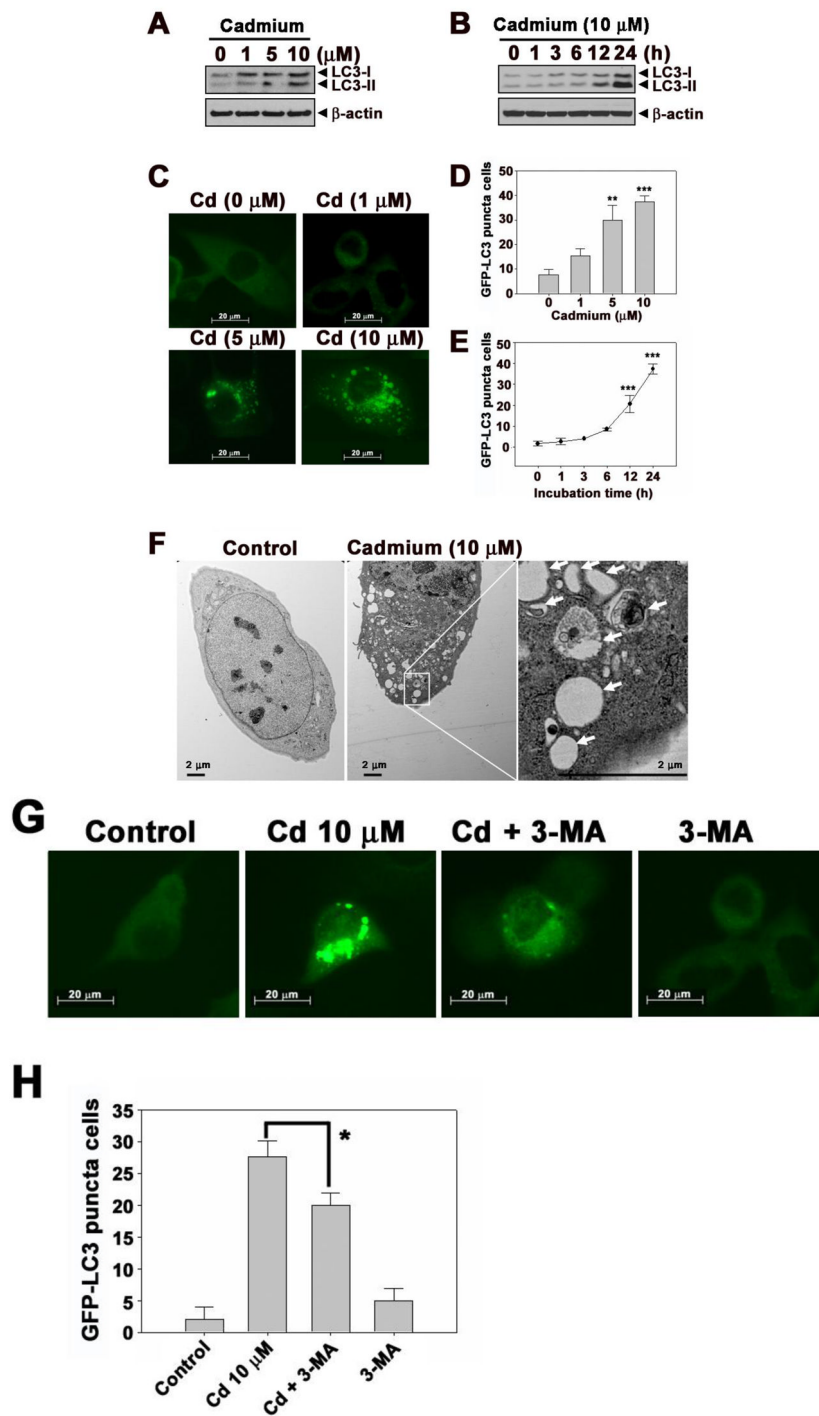 A
Cadmium
0 1 5 10 (μM)
LC3-I
LC3-II
β-actin
B
Cadmium (10 μM)
0 1 3 6 12 24 (h)
LC3-I
LC3-II
β-actin
C
Cd (0 μM) Cd (1 μM)
20 μm 20 μm
Cd (5 μM) Cd (10 μM)
20 μm 20 μm
D
GFP-LC3 puncta cells
50
40
30
20
10
0
** ***
0 1 5 10
Cadmium (μM)
E
GFP-LC3 puncta cells
50
40
30
20
10
0
*** ***
0 1 3 6 12 24
Incubation time (h)
F
Control Cadmium (10 μM)
2 μm 2 μm 2 μm
G
Control Cd 10 μM Cd + 3-MA 3-MA
20 μm 20 μm 20 μm 20 μm
H
GFP-LC3 puncta cells
35
30
25
20
15
10
5
0
*
Control Cd 10 μM Cd + 3-MA 3-MA